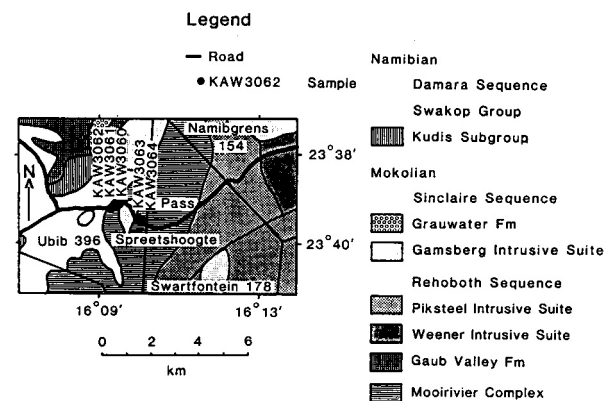 Legend
Road
KAW3062 Sample
Namibian
Damara Sequence
Swakop Group
Kudis Subgroup
Mokolian
Sinclaire Sequence
Grauwater Fm
Gamsberg Intrusive Suite
Rehoboth Sequence
Piksteel Intrusive Suite
Weener Intrusive Suite
Gaub Valley Fm
Mooirivier Complex
Namibgrens
154
KAW3062
KAW3061
KAW3060
KAW3063
KAW3064
N
Pass
Ubib 396
Spreetshoogte
Swartfontein 178
23°38'
23°40'
16°09'
16°13'
0 2 4 6
km